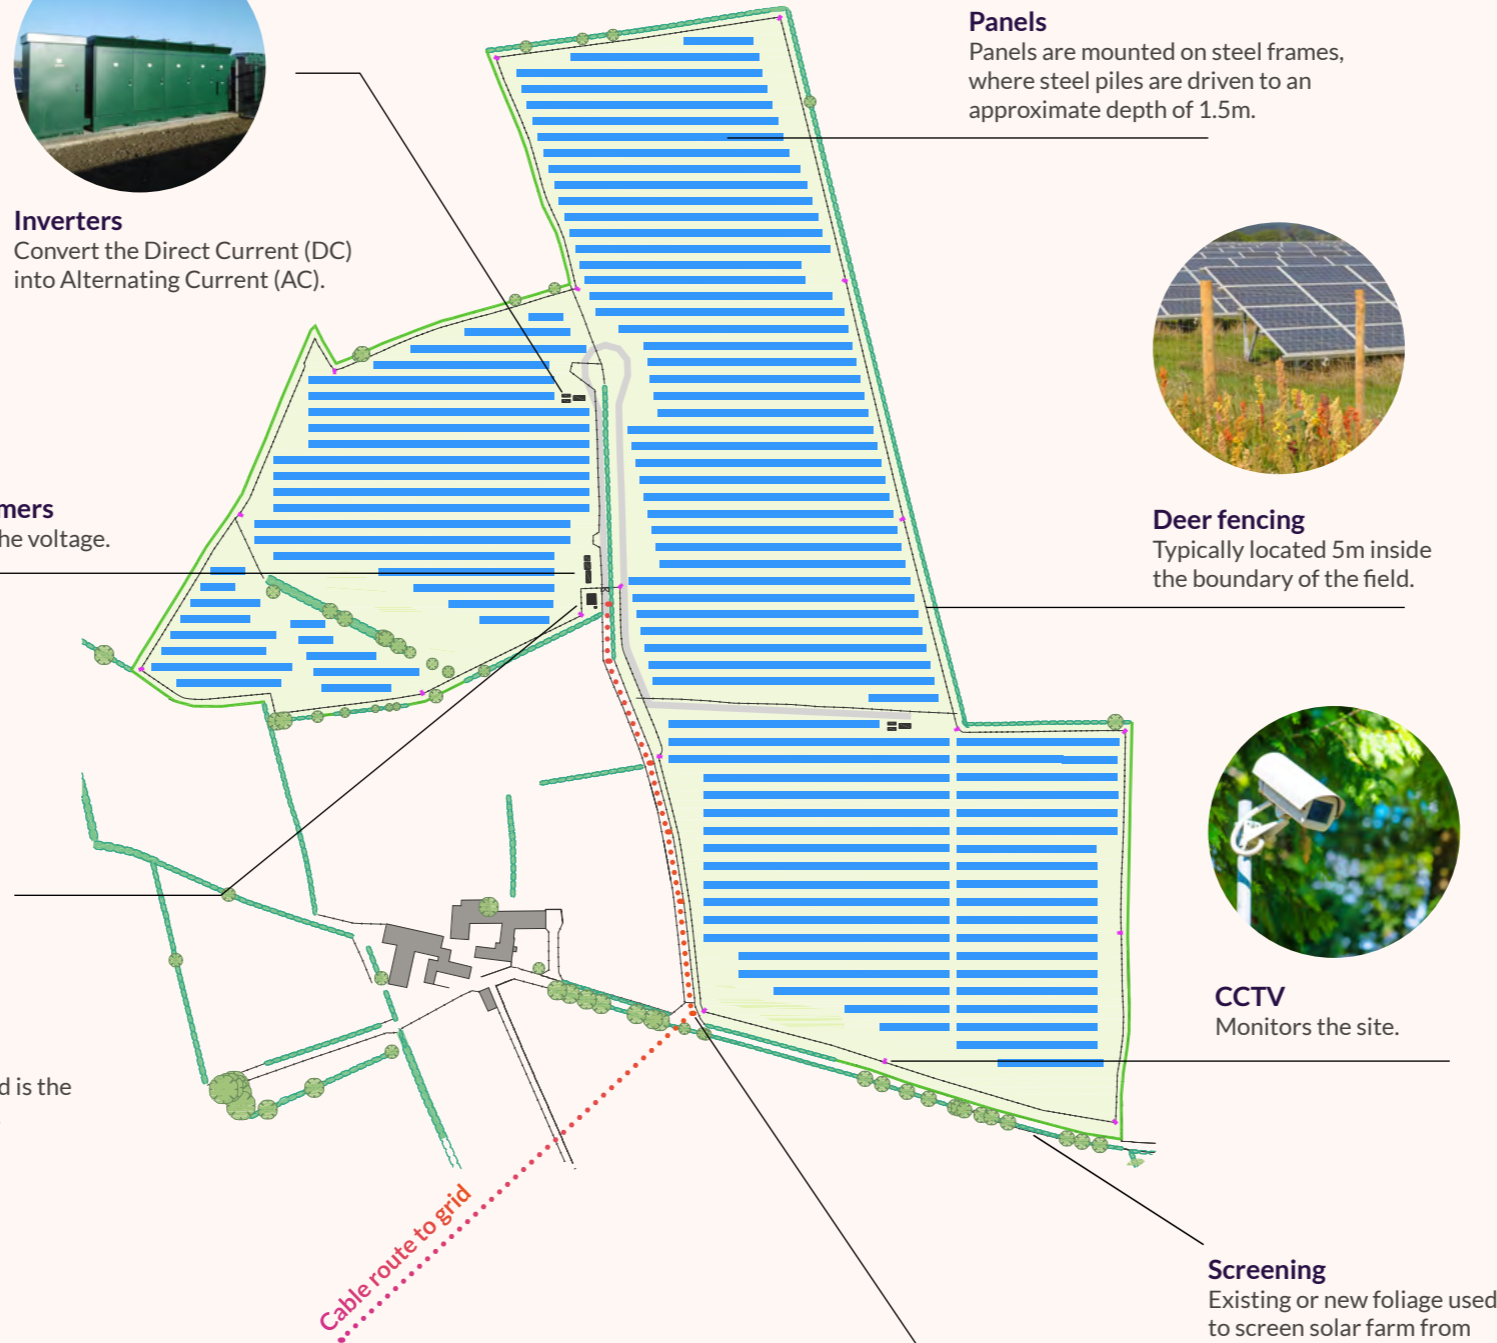 Panels
Panels are mounted on steel frames,
where steel piles are driven to an
approximate depth of 1.5m.
Inverters
Convert the Direct Current (DC)
into Alternating Current (AC).
mers
he voltage.
Deer fencing
Typically located 5m inside
the boundary of the field.
CCTV
Monitors the site.
d is the
Cable route to grid
Screening
Existing or new foliage used
to screen solar farm from